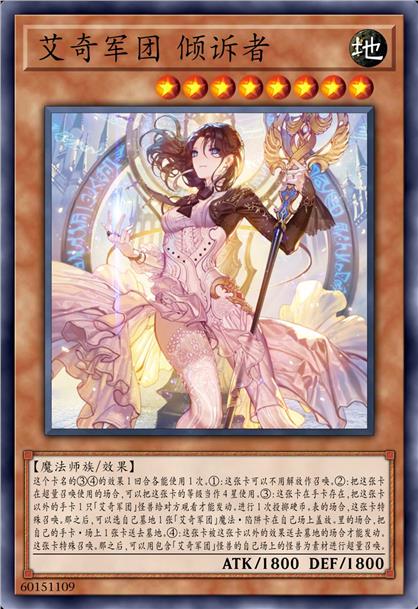 艾奇军团 倾诉者
地
【魔法师族/效果】
这个卡名的③④的效果1回合各能使用1次。①:这张卡可以不用解放作召唤。②:把这张卡
在超量召唤使用的场合,可以把这张卡的等级当作4星使用。③:这张卡在手卡存在,把这张卡
以外的手卡1只「艾奇军团」怪兽给对方观看才能发动。进行1次投掷硬币。表的场合,这张卡特
殊召唤。那之后,可以选自己墓地1张「艾奇军团」魔法·陷阱卡在自己场上盖放。里的场合,把
自己的手卡·场上1张卡送去墓地。④:这张卡被这张卡以外的效果送去墓地的场合才能发动。
这张卡特殊召唤。那之后,可以用包含「艾奇军团」怪兽的自己场上的怪兽为素材进行超量召唤。
ATK/1800 DEF/1800
60151109